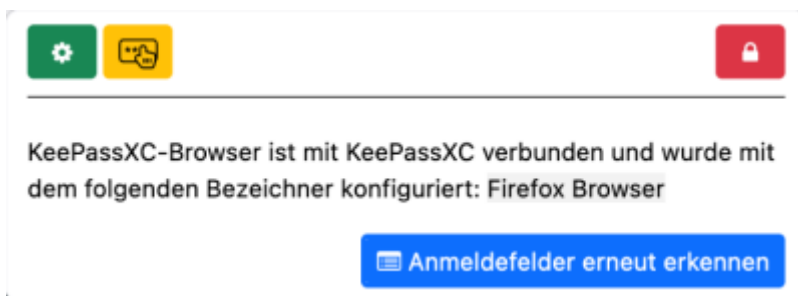 KeePassXC-Browser ist mit KeePassXC verbunden und wurde mit
dem folgenden Bezeichner konfiguriert: Firefox Browser
Anmeldefelder erneut erkennen